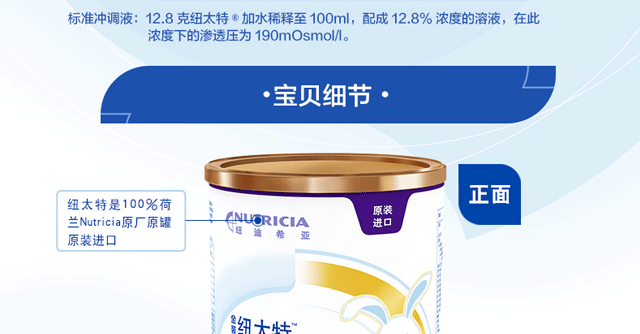 标准冲调液：12.8 克纽太特® 加水稀释至 100ml，配成 12.8% 浓度的溶液，在此
浓度下的渗透压为 190mOsmol/l。
·宝贝细节·
正面
纽太特是100%荷
兰Nutricia原厂原罐
原装进口
NUTRICIA
纽迪希亚
原装
进口
纽太特™